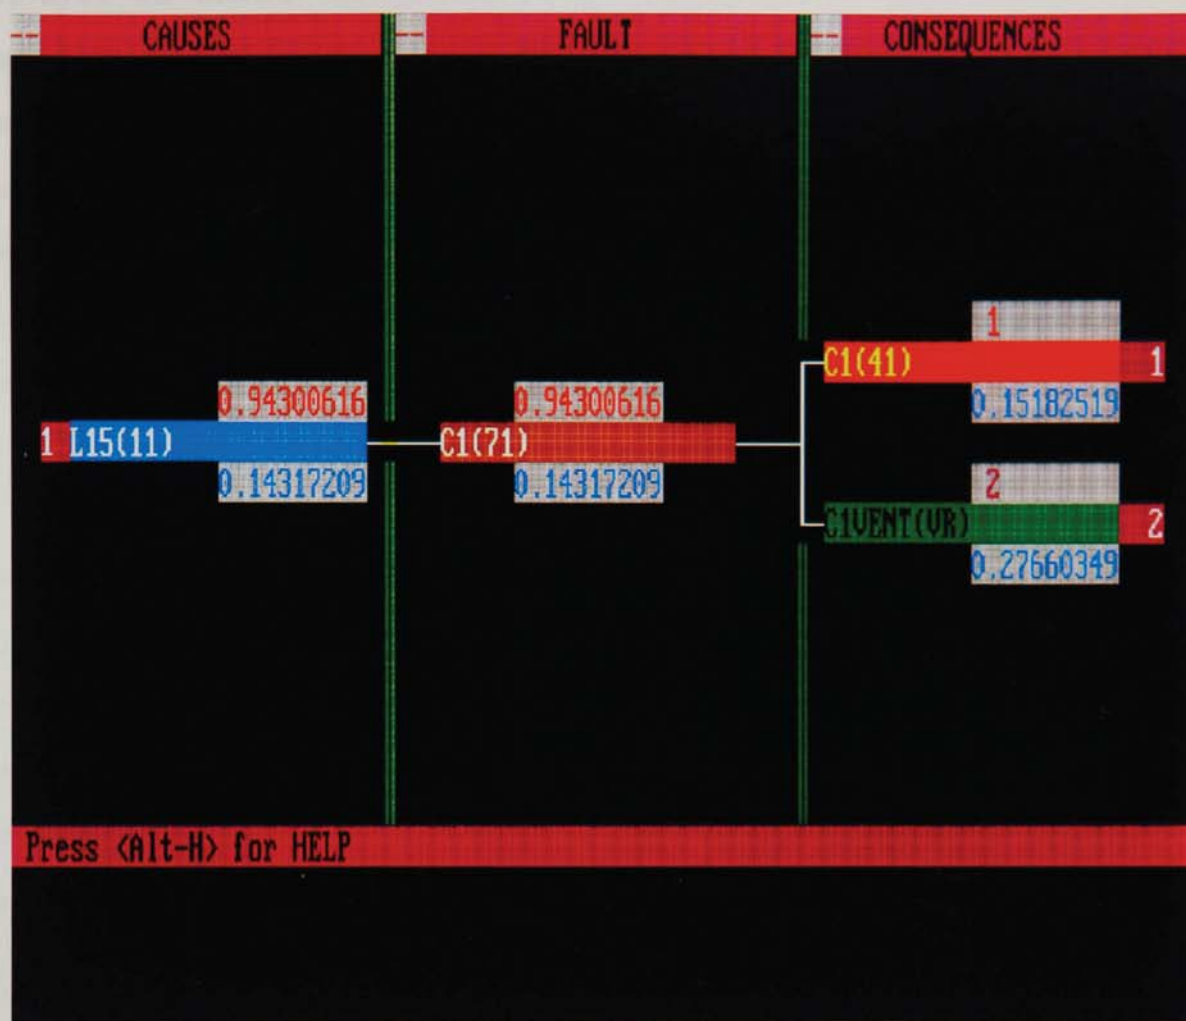 -- CAUSES -- FAULT -- CONSEQUENCES
1
C1(41) 1
0.15182519
0.94300616 0.94300616
1 L15(11) C1(71)
0.14317209 0.14317209
2
C1VENT(VR) 2
0.27660349
Press <Alt-H> for HELP